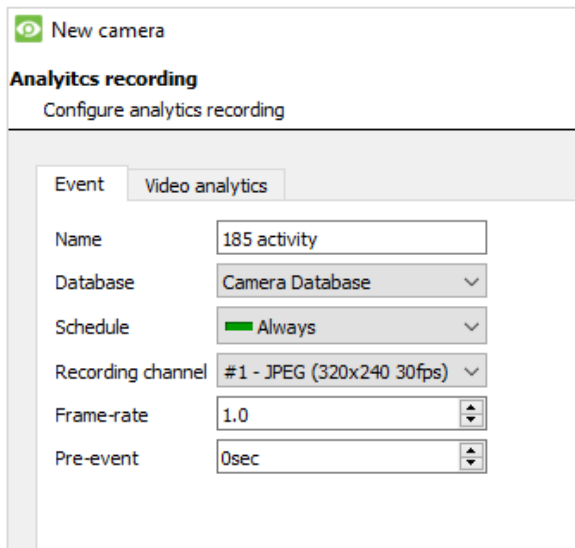 New camera
Analyitcs recording
Configure analytics recording
Event Video analytics
Name 185 activity
Database Camera Database
Schedule Always
Recording channel #1 - JPEG (320x240 30fps)
Frame-rate 1.0
Pre-event 0sec